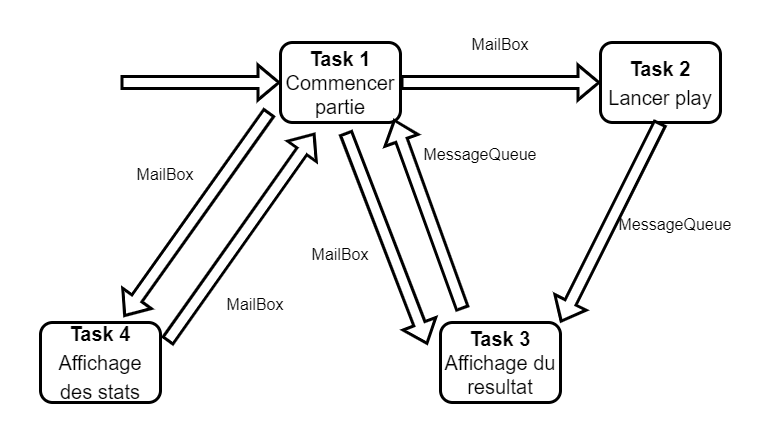 MailBox
Task 1
Commencer
partie
Task 2
Lancer play
MessageQueue
MailBox
MessageQueue
MailBox
MailBox
Task 4
Affichage
des stats
Task 3
Affichage du
resultat